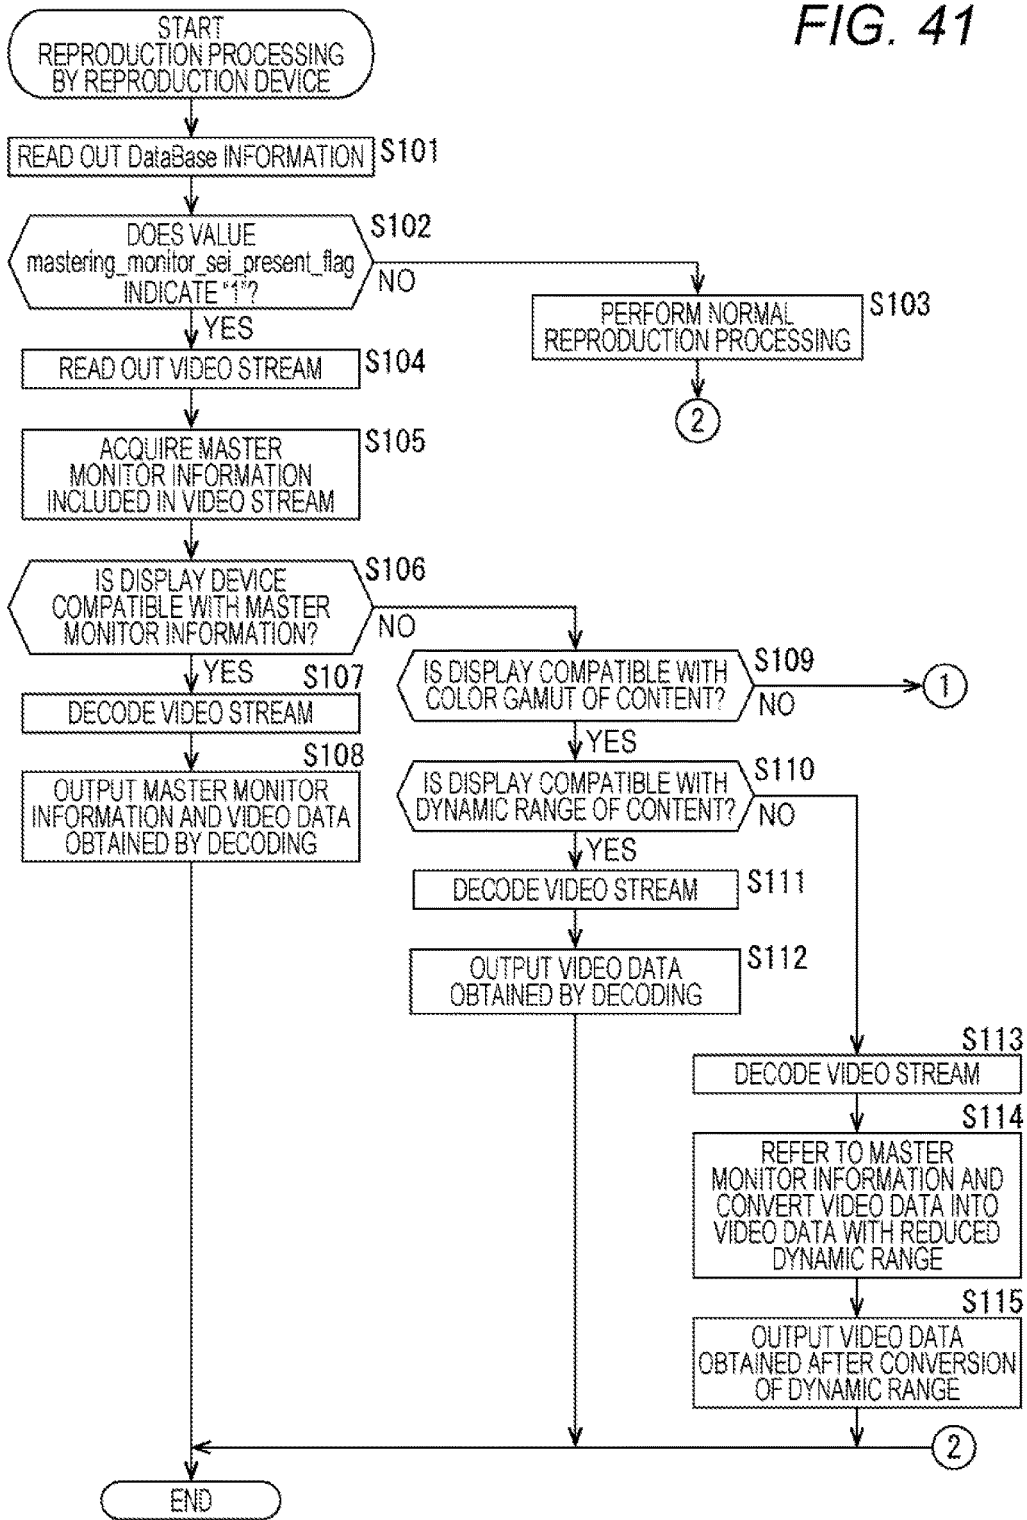 FIG. 41
START
REPRODUCTION PROCESSING
BY REPRODUCTION DEVICE
READ OUT DataBase INFORMATION
S101
DOES VALUE
mastering_monitor_sei_present_flag
INDICATE "1"?
S102
NO
YES
PERFORM NORMAL
REPRODUCTION PROCESSING
S103
2
READ OUT VIDEO STREAM
S104
ACQUIRE MASTER
MONITOR INFORMATION
INCLUDED IN VIDEO STREAM
S105
IS DISPLAY DEVICE
COMPATIBLE WITH MASTER
MONITOR INFORMATION?
S106
NO
YES
S107
DECODE VIDEO STREAM
S108
OUTPUT MASTER MONITOR
INFORMATION AND VIDEO DATA
OBTAINED BY DECODING
IS DISPLAY COMPATIBLE WITH
COLOR GAMUT OF CONTENT?
S109
NO
1
YES
IS DISPLAY COMPATIBLE WITH
DYNAMIC RANGE OF CONTENT?
S110
NO
YES
DECODE VIDEO STREAM
S111
OUTPUT VIDEO DATA
OBTAINED BY DECODING
S112
S113
DECODE VIDEO STREAM
S114
REFER TO MASTER
MONITOR INFORMATION AND
CONVERT VIDEO DATA INTO
VIDEO DATA WITH REDUCED
DYNAMIC RANGE
S115
OUTPUT VIDEO DATA
OBTAINED AFTER CONVERSION
OF DYNAMIC RANGE
2
END